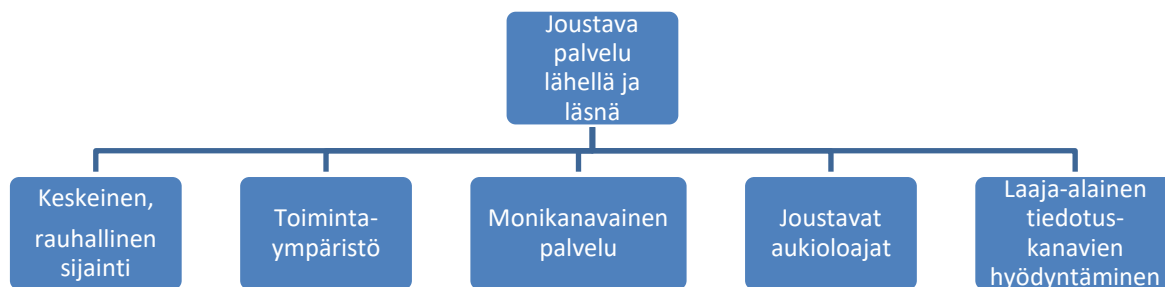 Joustava
palvelu
lähellä ja
läsnä
Keskeinen,
rauhallinen
sijainti
Toiminta-
ympäristö
Monikanavainen
palvelu
Joustavat
aukioloajat
Laaja-alainen
tiedotus-
kanavien
hyödyntäminen